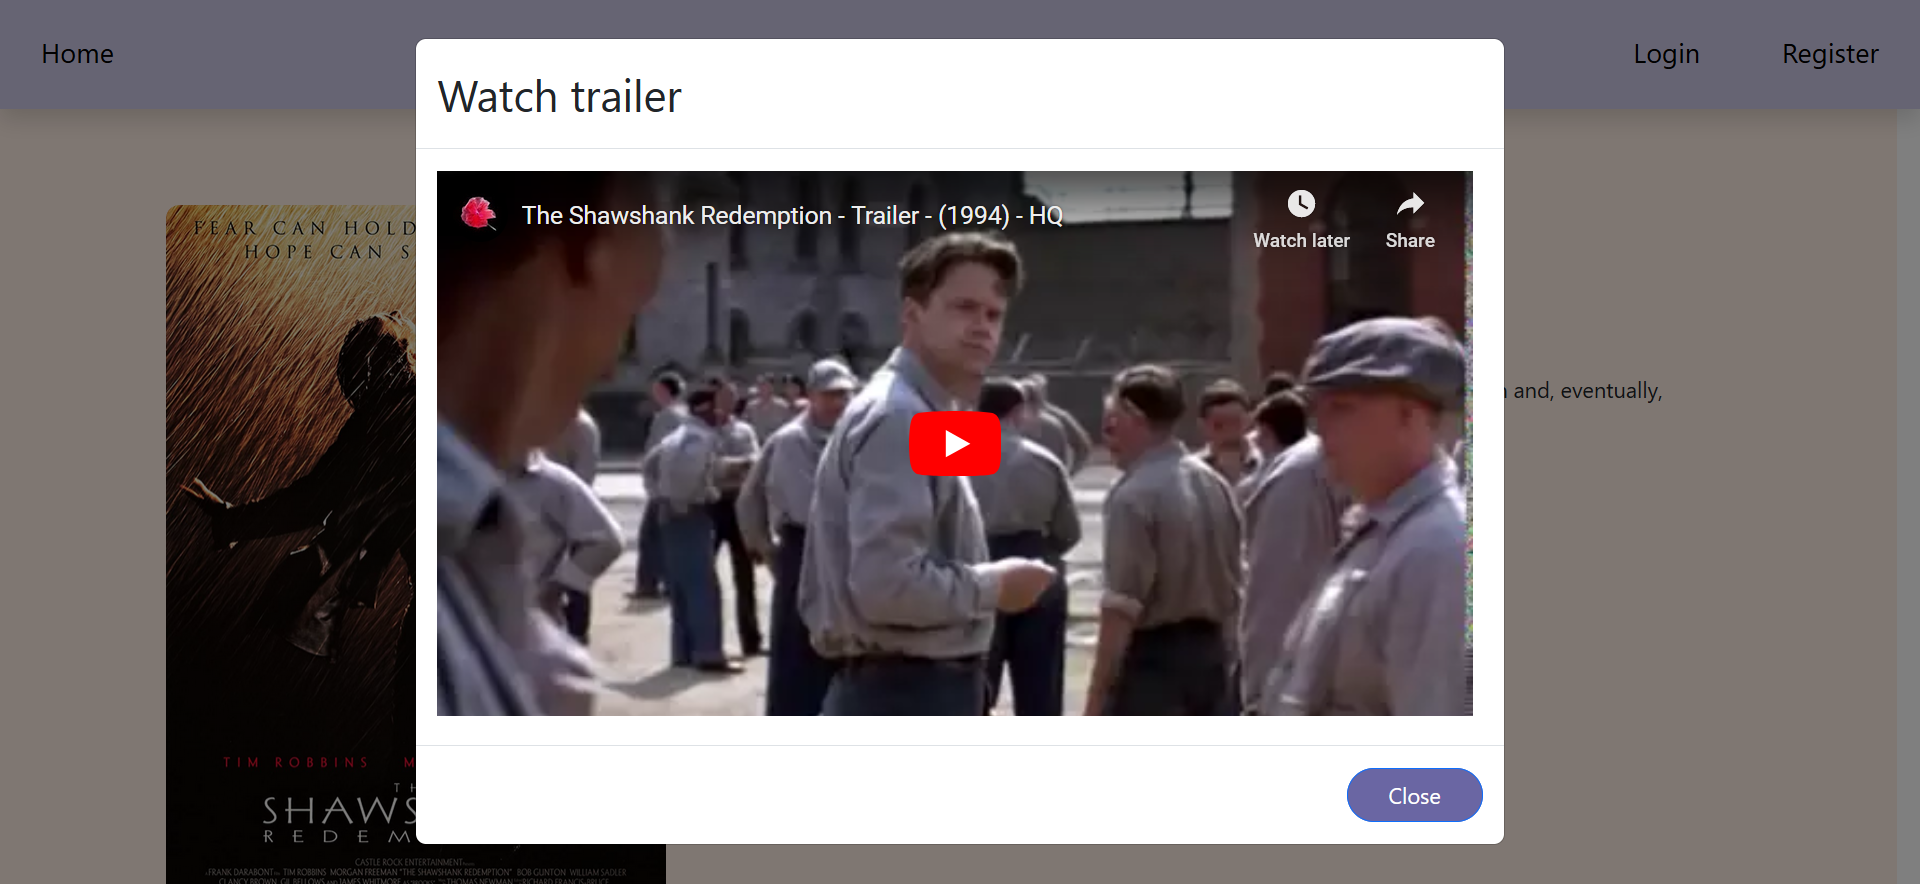 Home
Login
Register
Watch trailer
The Shawshank Redemption - Trailer - (1994) - HQ
Watch later
Share
and, eventually,
FEAR CAN HOLD
HOPE CAN S
TIM ROBBINS M
TH
SHAWS
REDEM
CASTLE ROCK ENTERTAINMENT
FRANK DARABONT TIM ROBBINS MORGAN FREEMAN "THE SHAWSHANK REDEMPTION" BOB GUNTON WILLIAM SADLER
CLANCY BROWN, GIL BELLOWS AND JAMES WHITMORE THOMAS NEWMAN RICHARD FRANCIS-BRUCE
Close